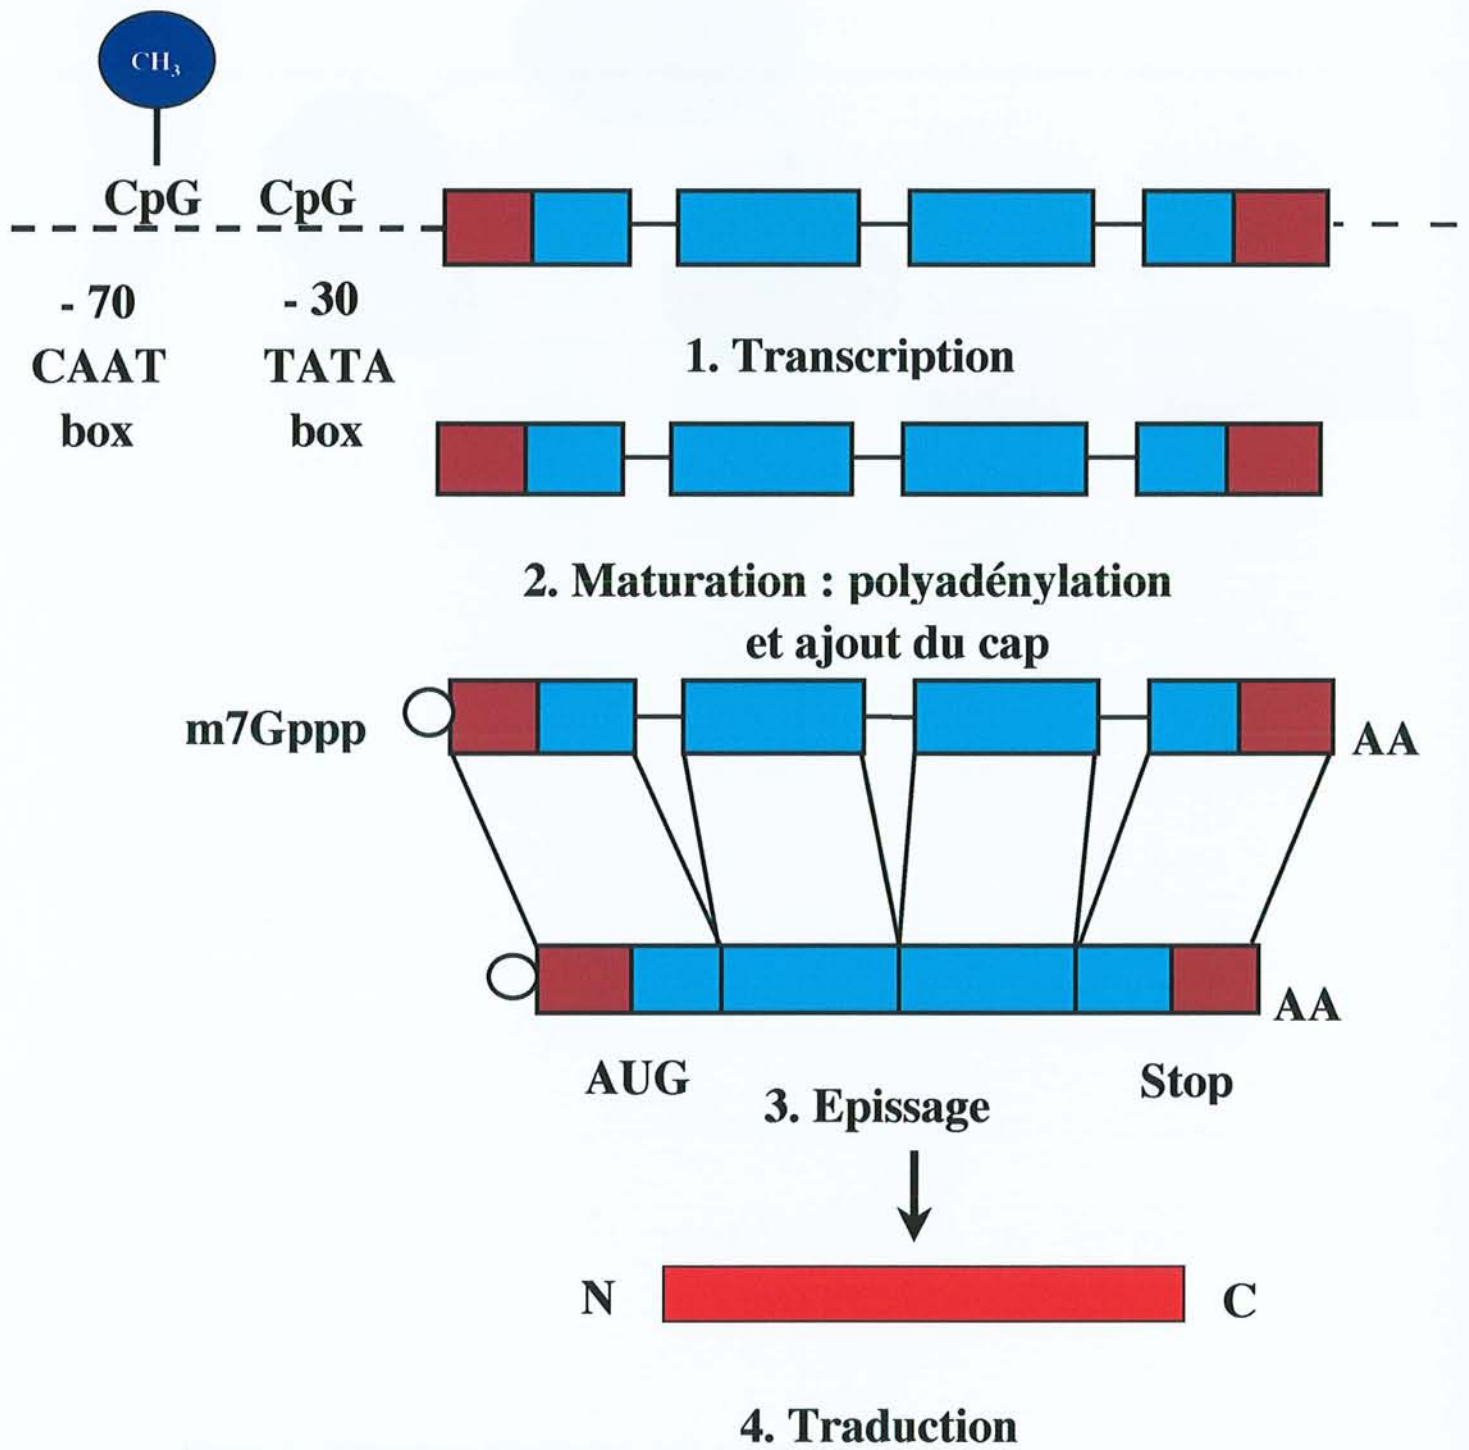 CH3
CpG CpG
- 70 - 30
CAAT TATA
box box
1. Transcription
2. Maturation : polyadénylation
et ajout du cap
m7Gppp
AA
AA
AUG
Stop
3. Epissage
N C
4. Traduction